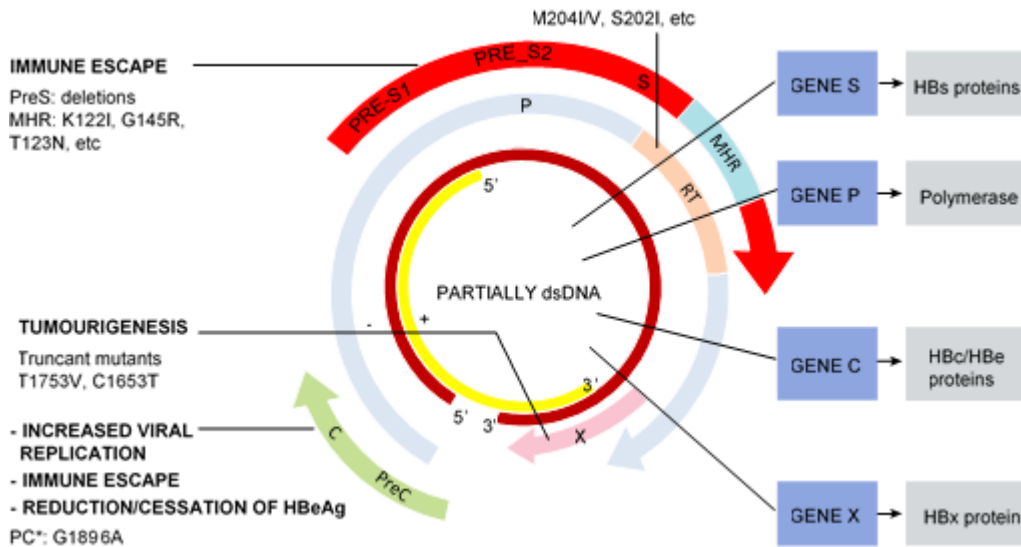 M204I/V, S202I, etc
IMMUNE ESCAPE
PreS: deletions
MHR: K122I, G145R,
T123N, etc
PRE-S1
PRE_S2
S
MHR
P
RT
5'
PARTIALLY dsDNA
-
+
3'
5'
3'
X
C
PreC
TUMOURIGENESIS
Truncant mutants
T1753V, C1653T
- INCREASED VIRAL
REPLICATION
- IMMUNE ESCAPE
- REDUCTION/CESSATION OF HBeAg
PC*: G1896A
GENE S
HBs proteins
GENE P
Polymerase
GENE C
HBc/HBe
proteins
GENE X
HBx protein